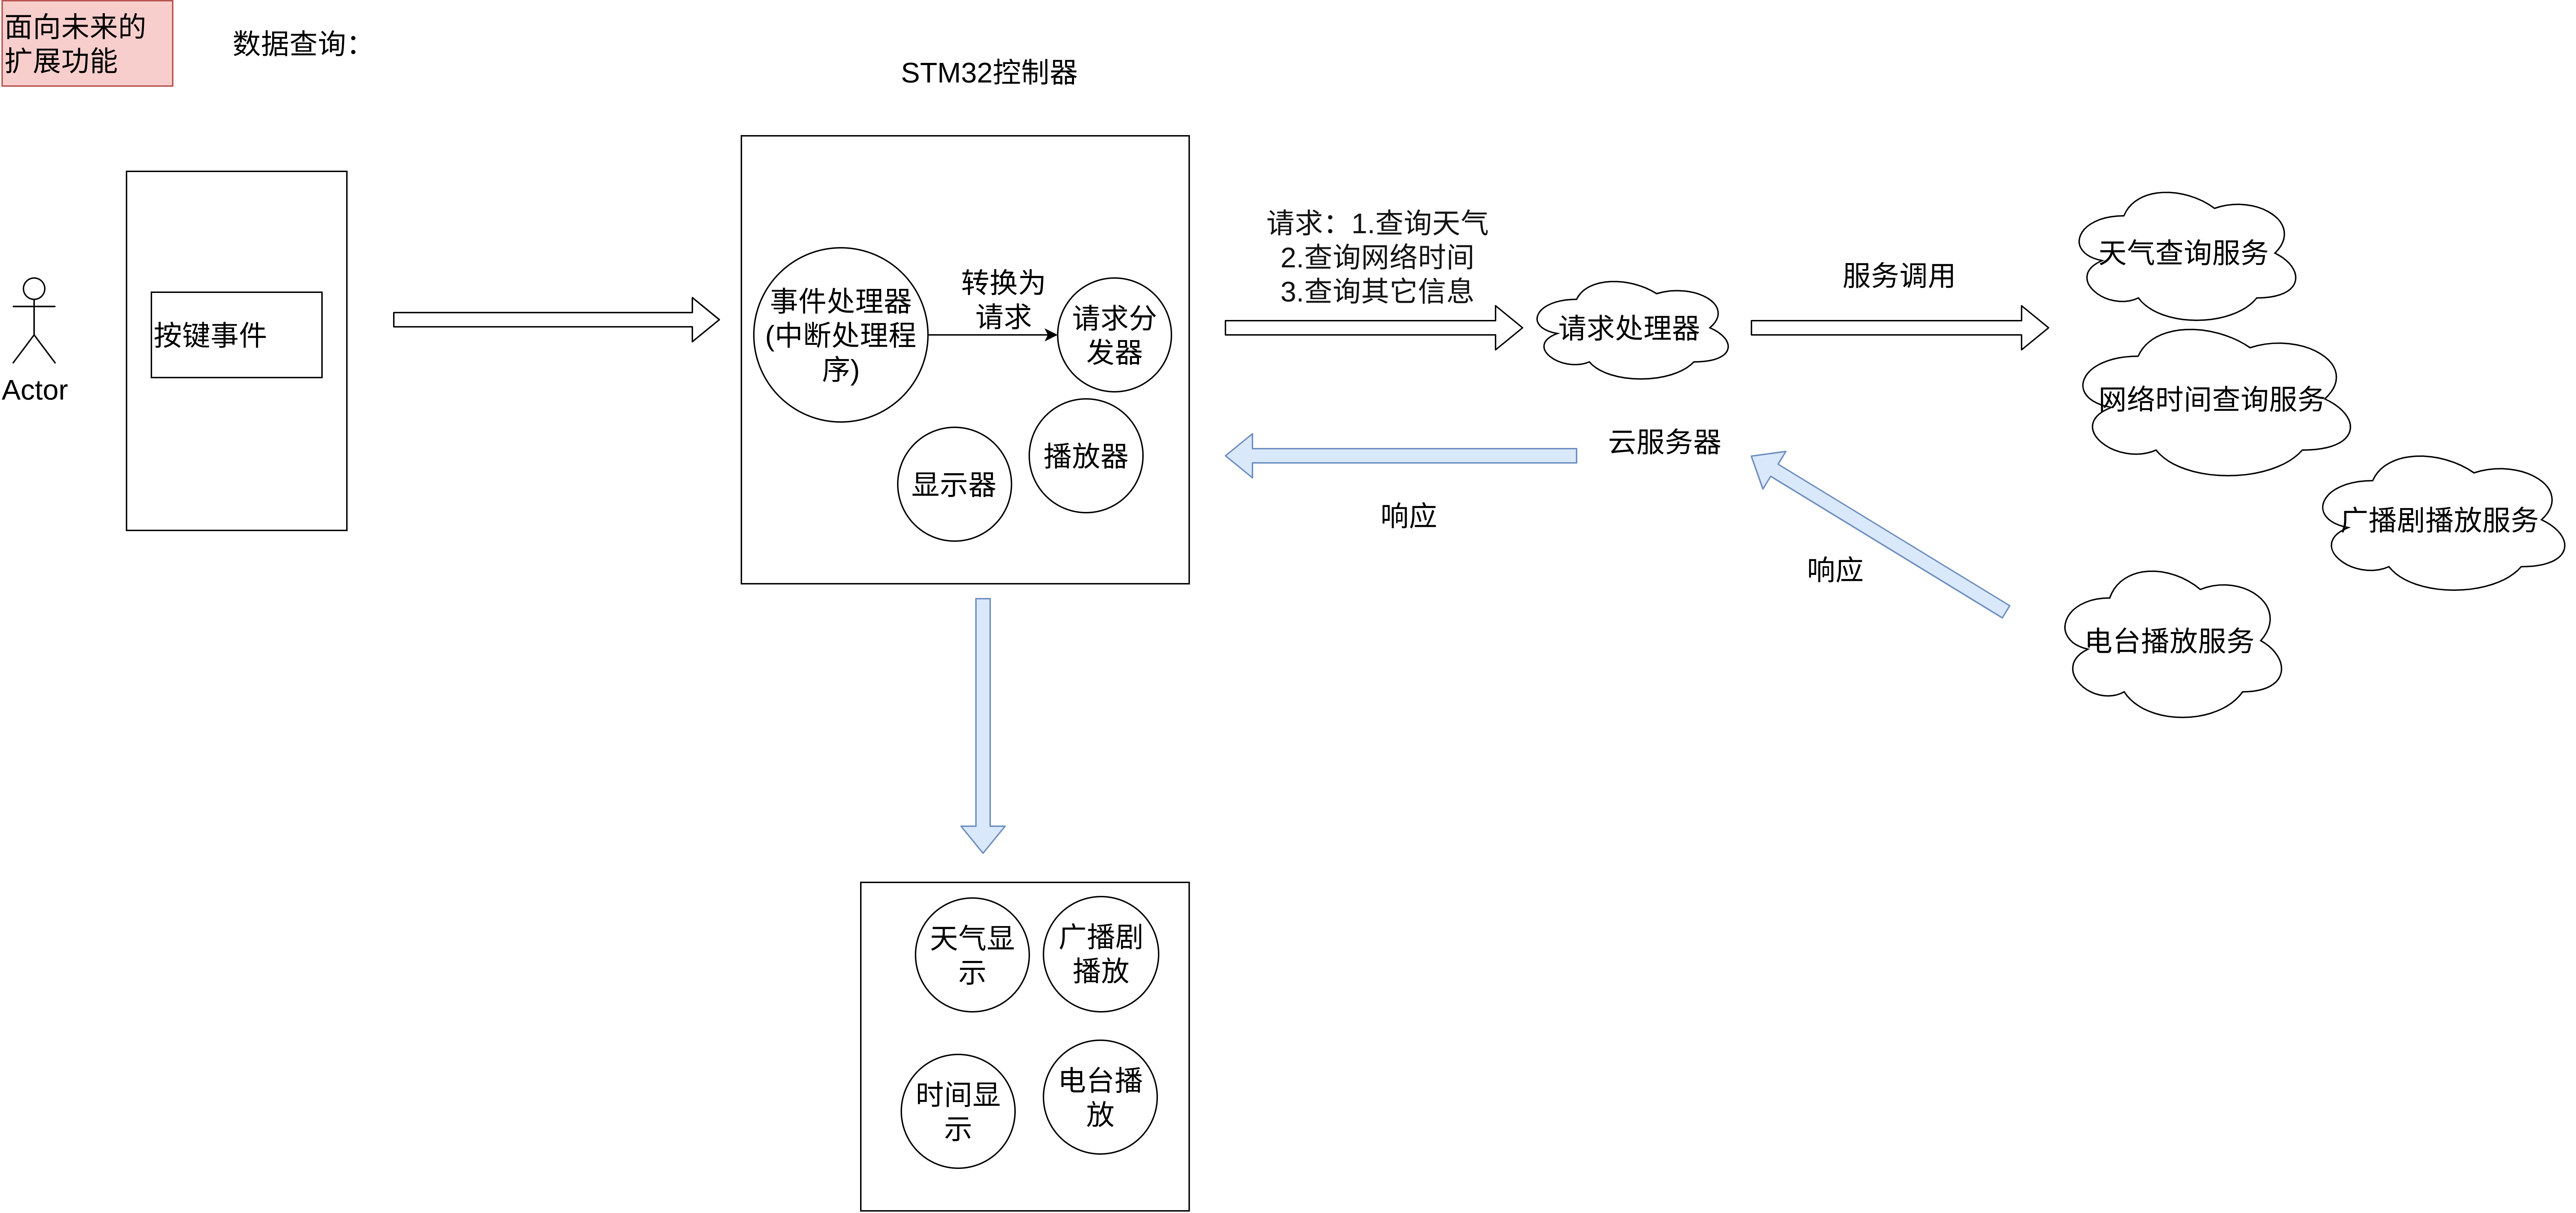 面向未来的
扩展功能
数据查询：
STM32控制器
Actor
按键事件
事件处理器
(中断处理程
序)
转换为
请求
请求分
发器
显示器
播放器
请求：1.查询天气
2.查询网络时间
3.查询其它信息
请求处理器
云服务器
响应
服务调用
响应
天气查询服务
网络时间查询服务
广播剧播放服务
电台播放服务
天气显
示
广播剧
播放
时间显
示
电台播
放